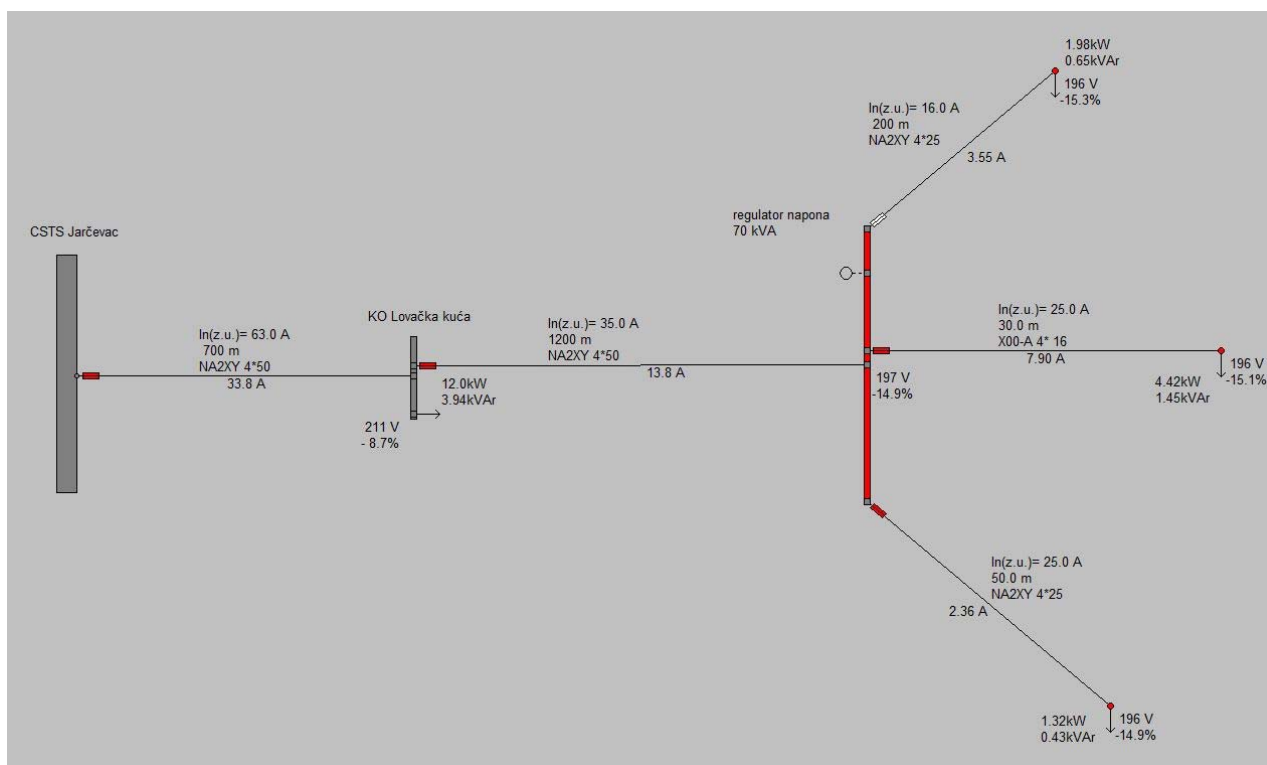 1.98kW
0.65kVAr
196 V
-15.3%
In(z.u.)= 16.0 A
200 m
NA2XY 4*25
3.55 A
regulator napona
70 kVA
CSTS Jarčevac
In(z.u.)= 63.0 A
700 m
NA2XY 4*50
33.8 A
KO Lovačka kuća
12.0kW
3.94kVAr
211 V
- 8.7%
In(z.u.)= 35.0 A
1200 m
NA2XY 4*50
13.8 A
197 V
-14.9%
In(z.u.)= 25.0 A
30.0 m
X00-A 4* 16
7.90 A
196 V
-15.1%
4.42kW
1.45kVAr
In(z.u.)= 25.0 A
50.0 m
NA2XY 4*25
2.36 A
1.32kW
0.43kVAr
196 V
-14.9%